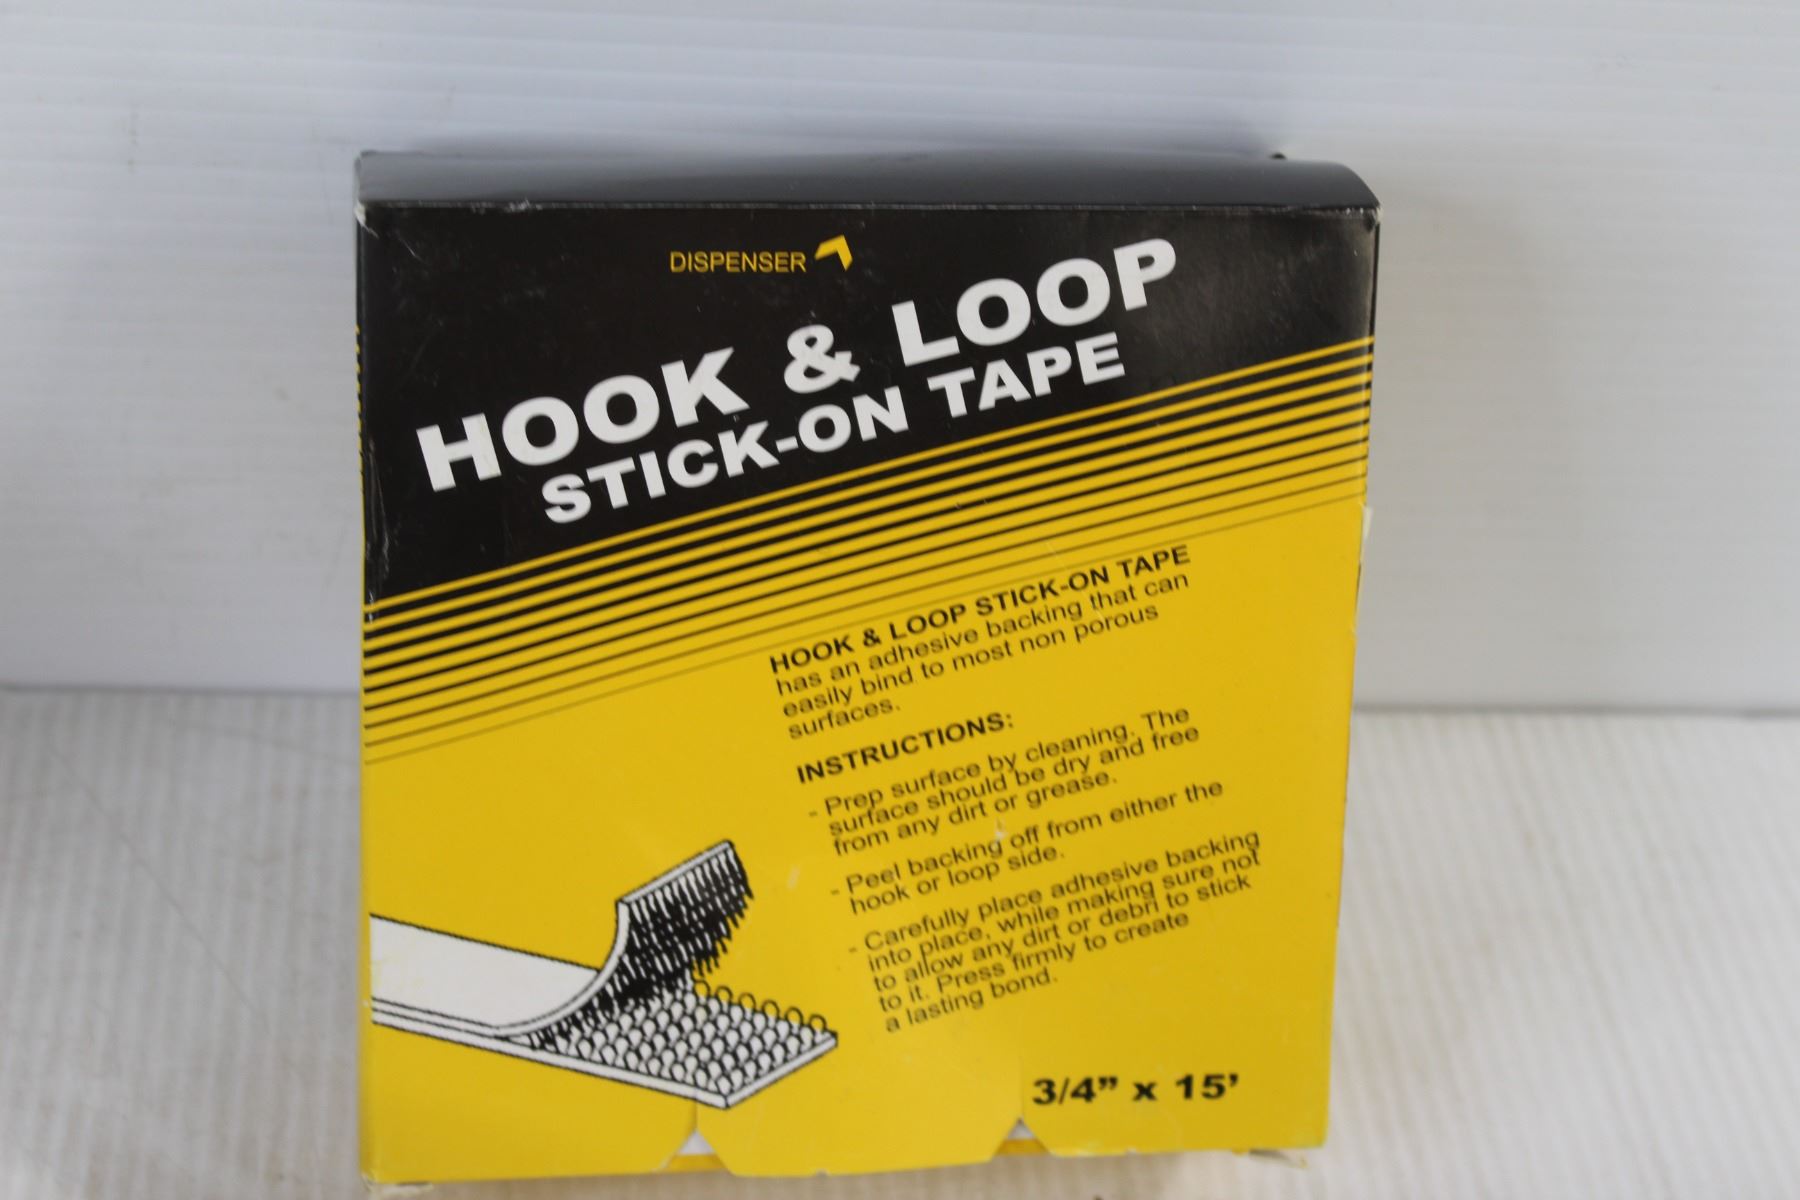 DISPENSER
HOOK & LOOP
STICK-ON TAPE
HOOK & LOOP STICK-ON TAPE
has an adhesive backing that can
easily bind to most non porous
surfaces.
INSTRUCTIONS:
- Prep surface by cleaning. The
surface should be dry and free
from any dirt or grease.
- Peel backing off from either the
hook or loop side.
- Carefully place adhesive backing
into place, while making sure not
to allow any dirt or debri to stick
to it. Press firmly to create
a lasting bond.
3/4" x 15'